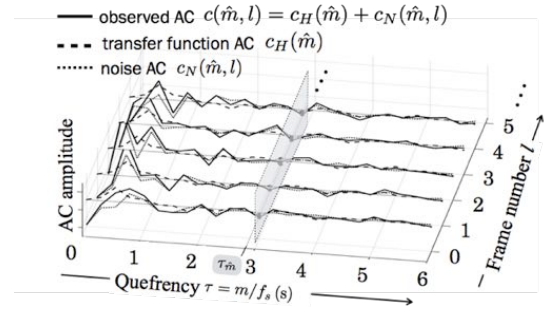 observed AC c(m̂, l) = c_H(m̂) + c_N(m̂, l)
transfer function AC c_H(m̂)
noise AC c_N(m̂, l)
AC amplitude
0 1 2 τ_m̂ 3 4 5 6
Quefrency τ = m/f_s (s)
0 1 2 3 4 5
Frame number l